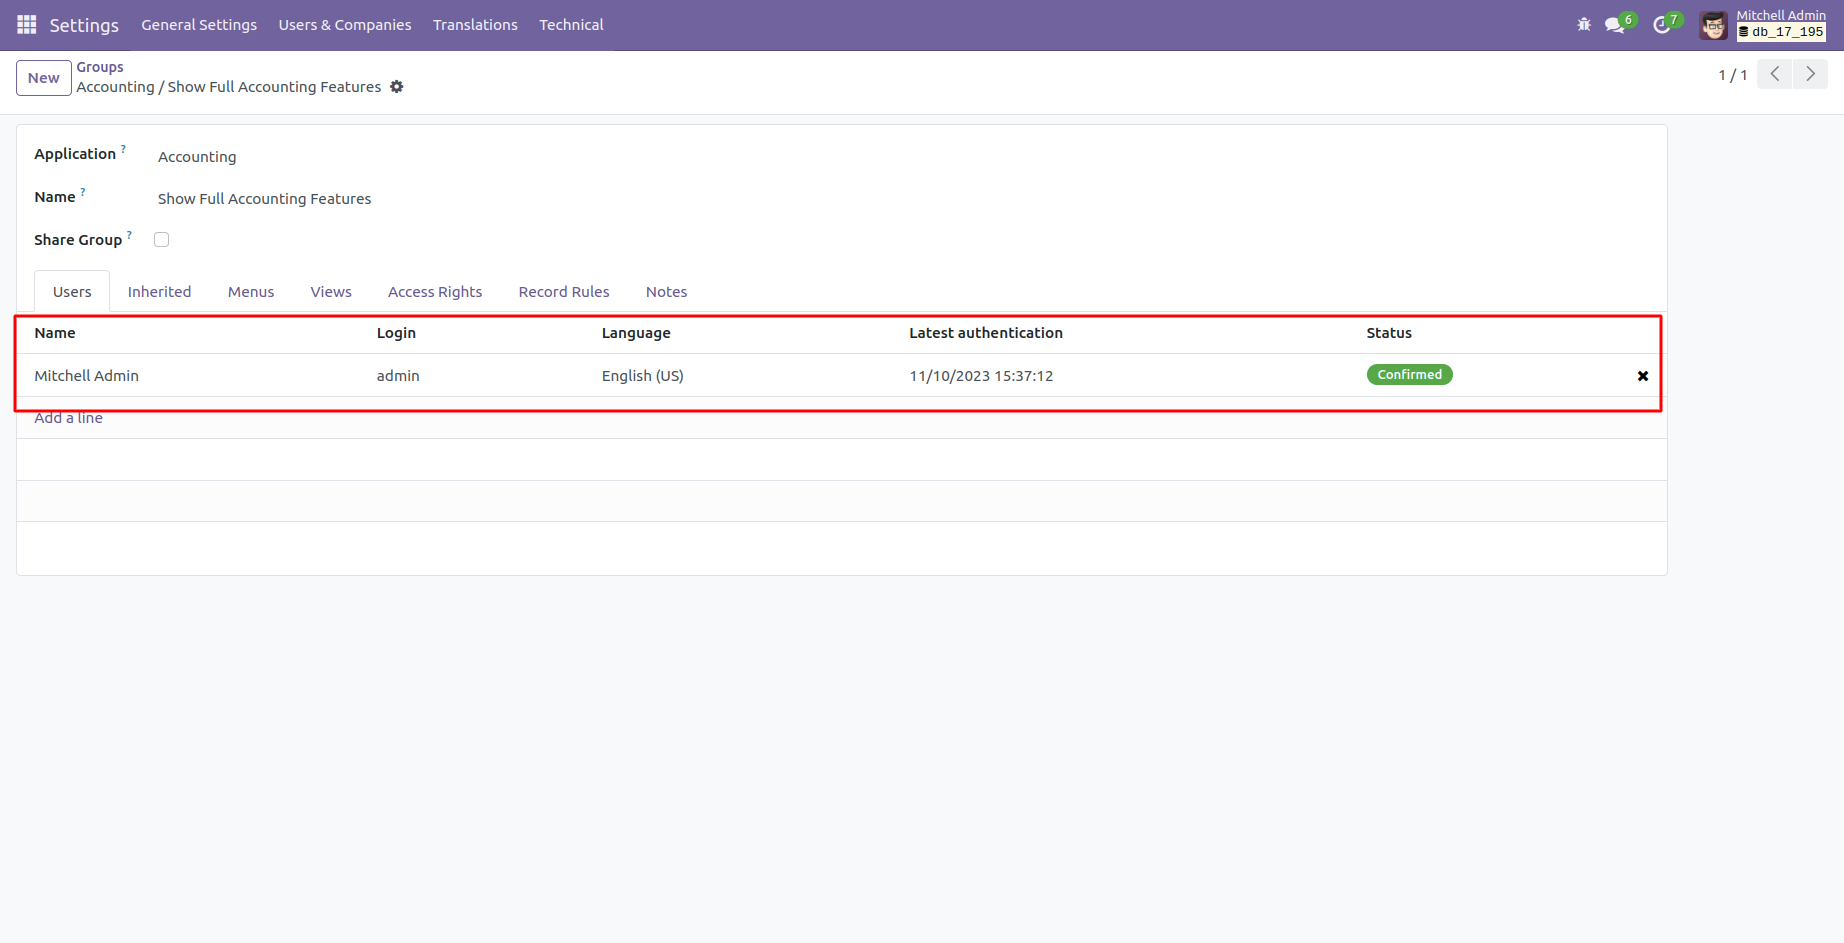 Settings General Settings Users & Companies Translations Technical 6 7 Mitchell Admin
db_17_195
New Groups
Accounting / Show Full Accounting Features 1 / 1
Application ? Accounting
Name ? Show Full Accounting Features
Share Group ?
Users Inherited Menus Views Access Rights Record Rules Notes
Name Login Language Latest authentication Status
Mitchell Admin admin English (US) 11/10/2023 15:37:12 Confirmed
Add a line